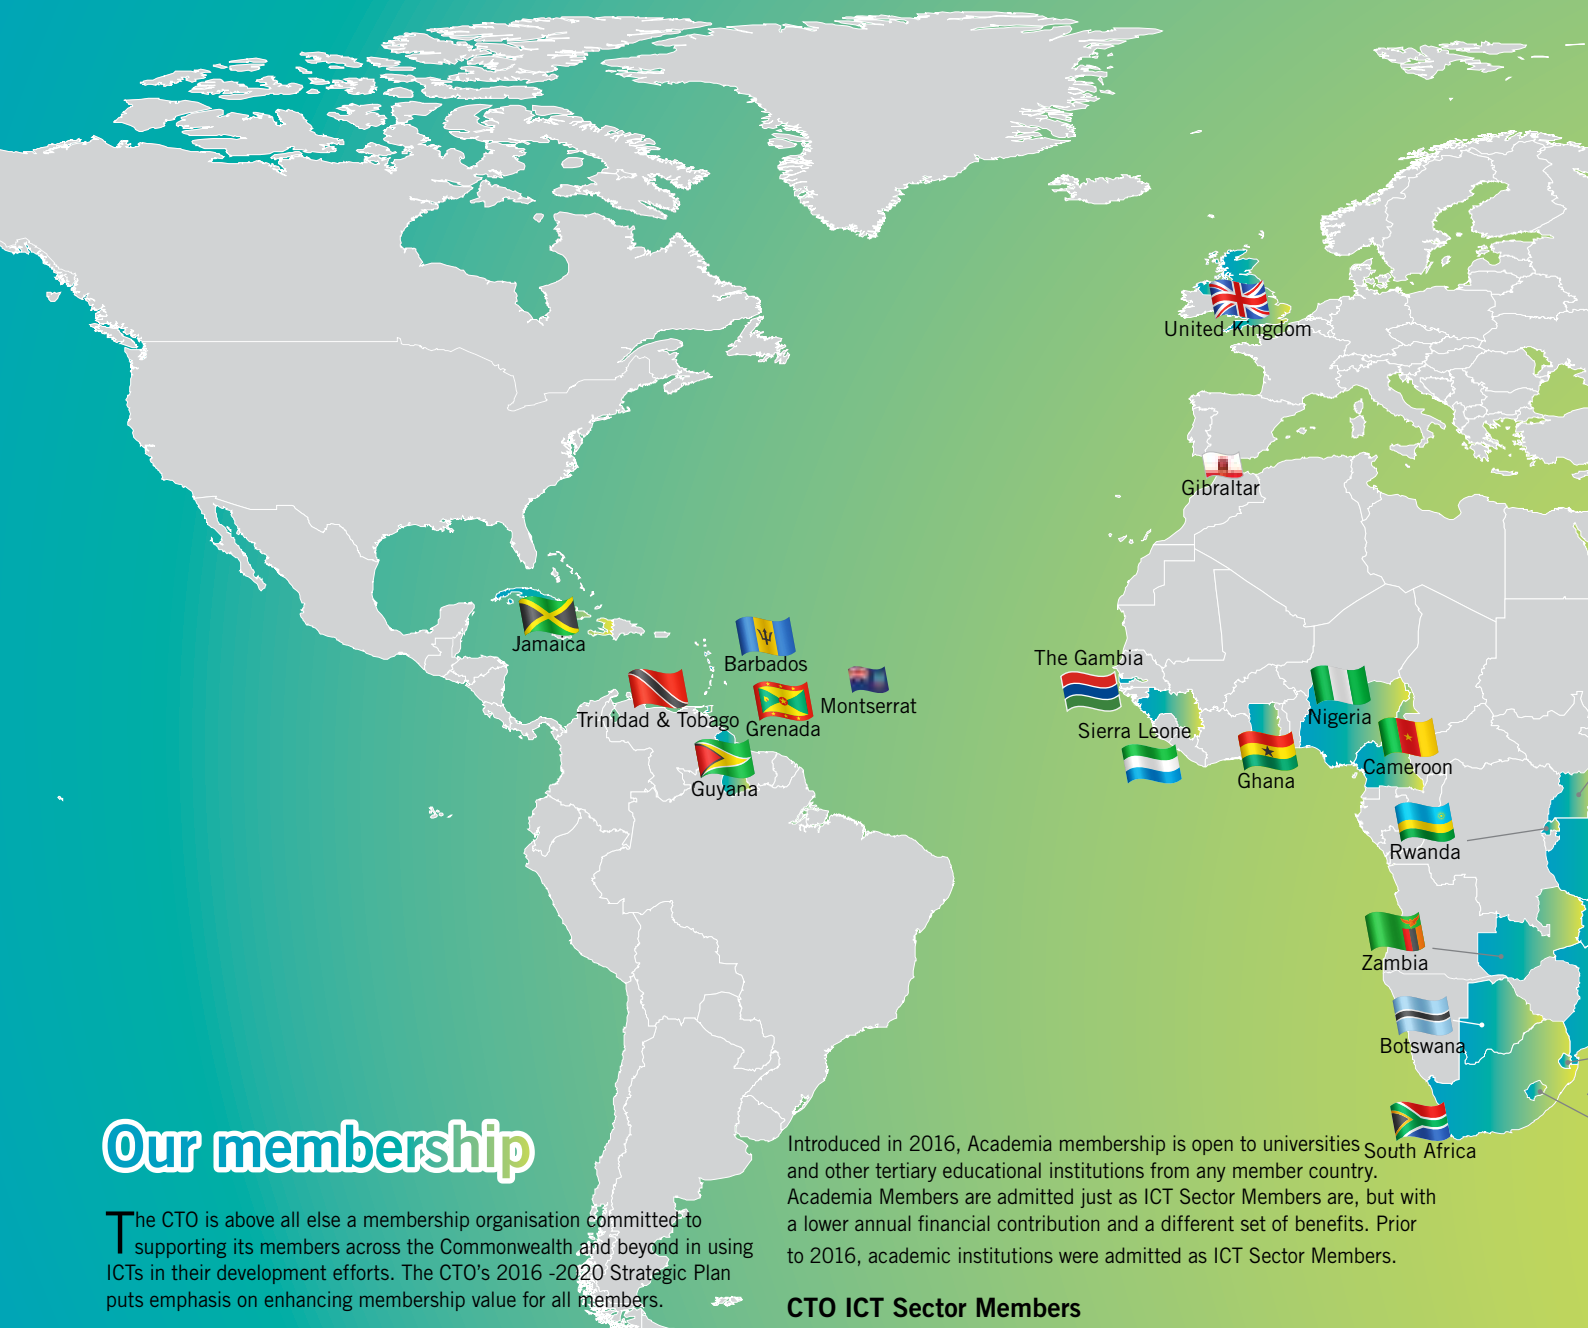 United Kingdom
Gibraltar
Jamaica
Barbados
The Gambia
Montserrat
Trinidad & Tobago
Grenada
Nigeria
Sierra Leone
Cameroon
Ghana
Guyana
Rwanda
Zambia
Botswana
South Africa
Our membership
The CTO is above all else a membership organisation committed to
supporting its members across the Commonwealth and beyond in using
ICTs in their development efforts. The CTO's 2016 -2020 Strategic Plan
puts emphasis on enhancing membership value for all members.
Introduced in 2016, Academia membership is open to universities
and other tertiary educational institutions from any member country.
Academia Members are admitted just as ICT Sector Members are, but with
a lower annual financial contribution and a different set of benefits. Prior
to 2016, academic institutions were admitted as ICT Sector Members.
CTO ICT Sector Members